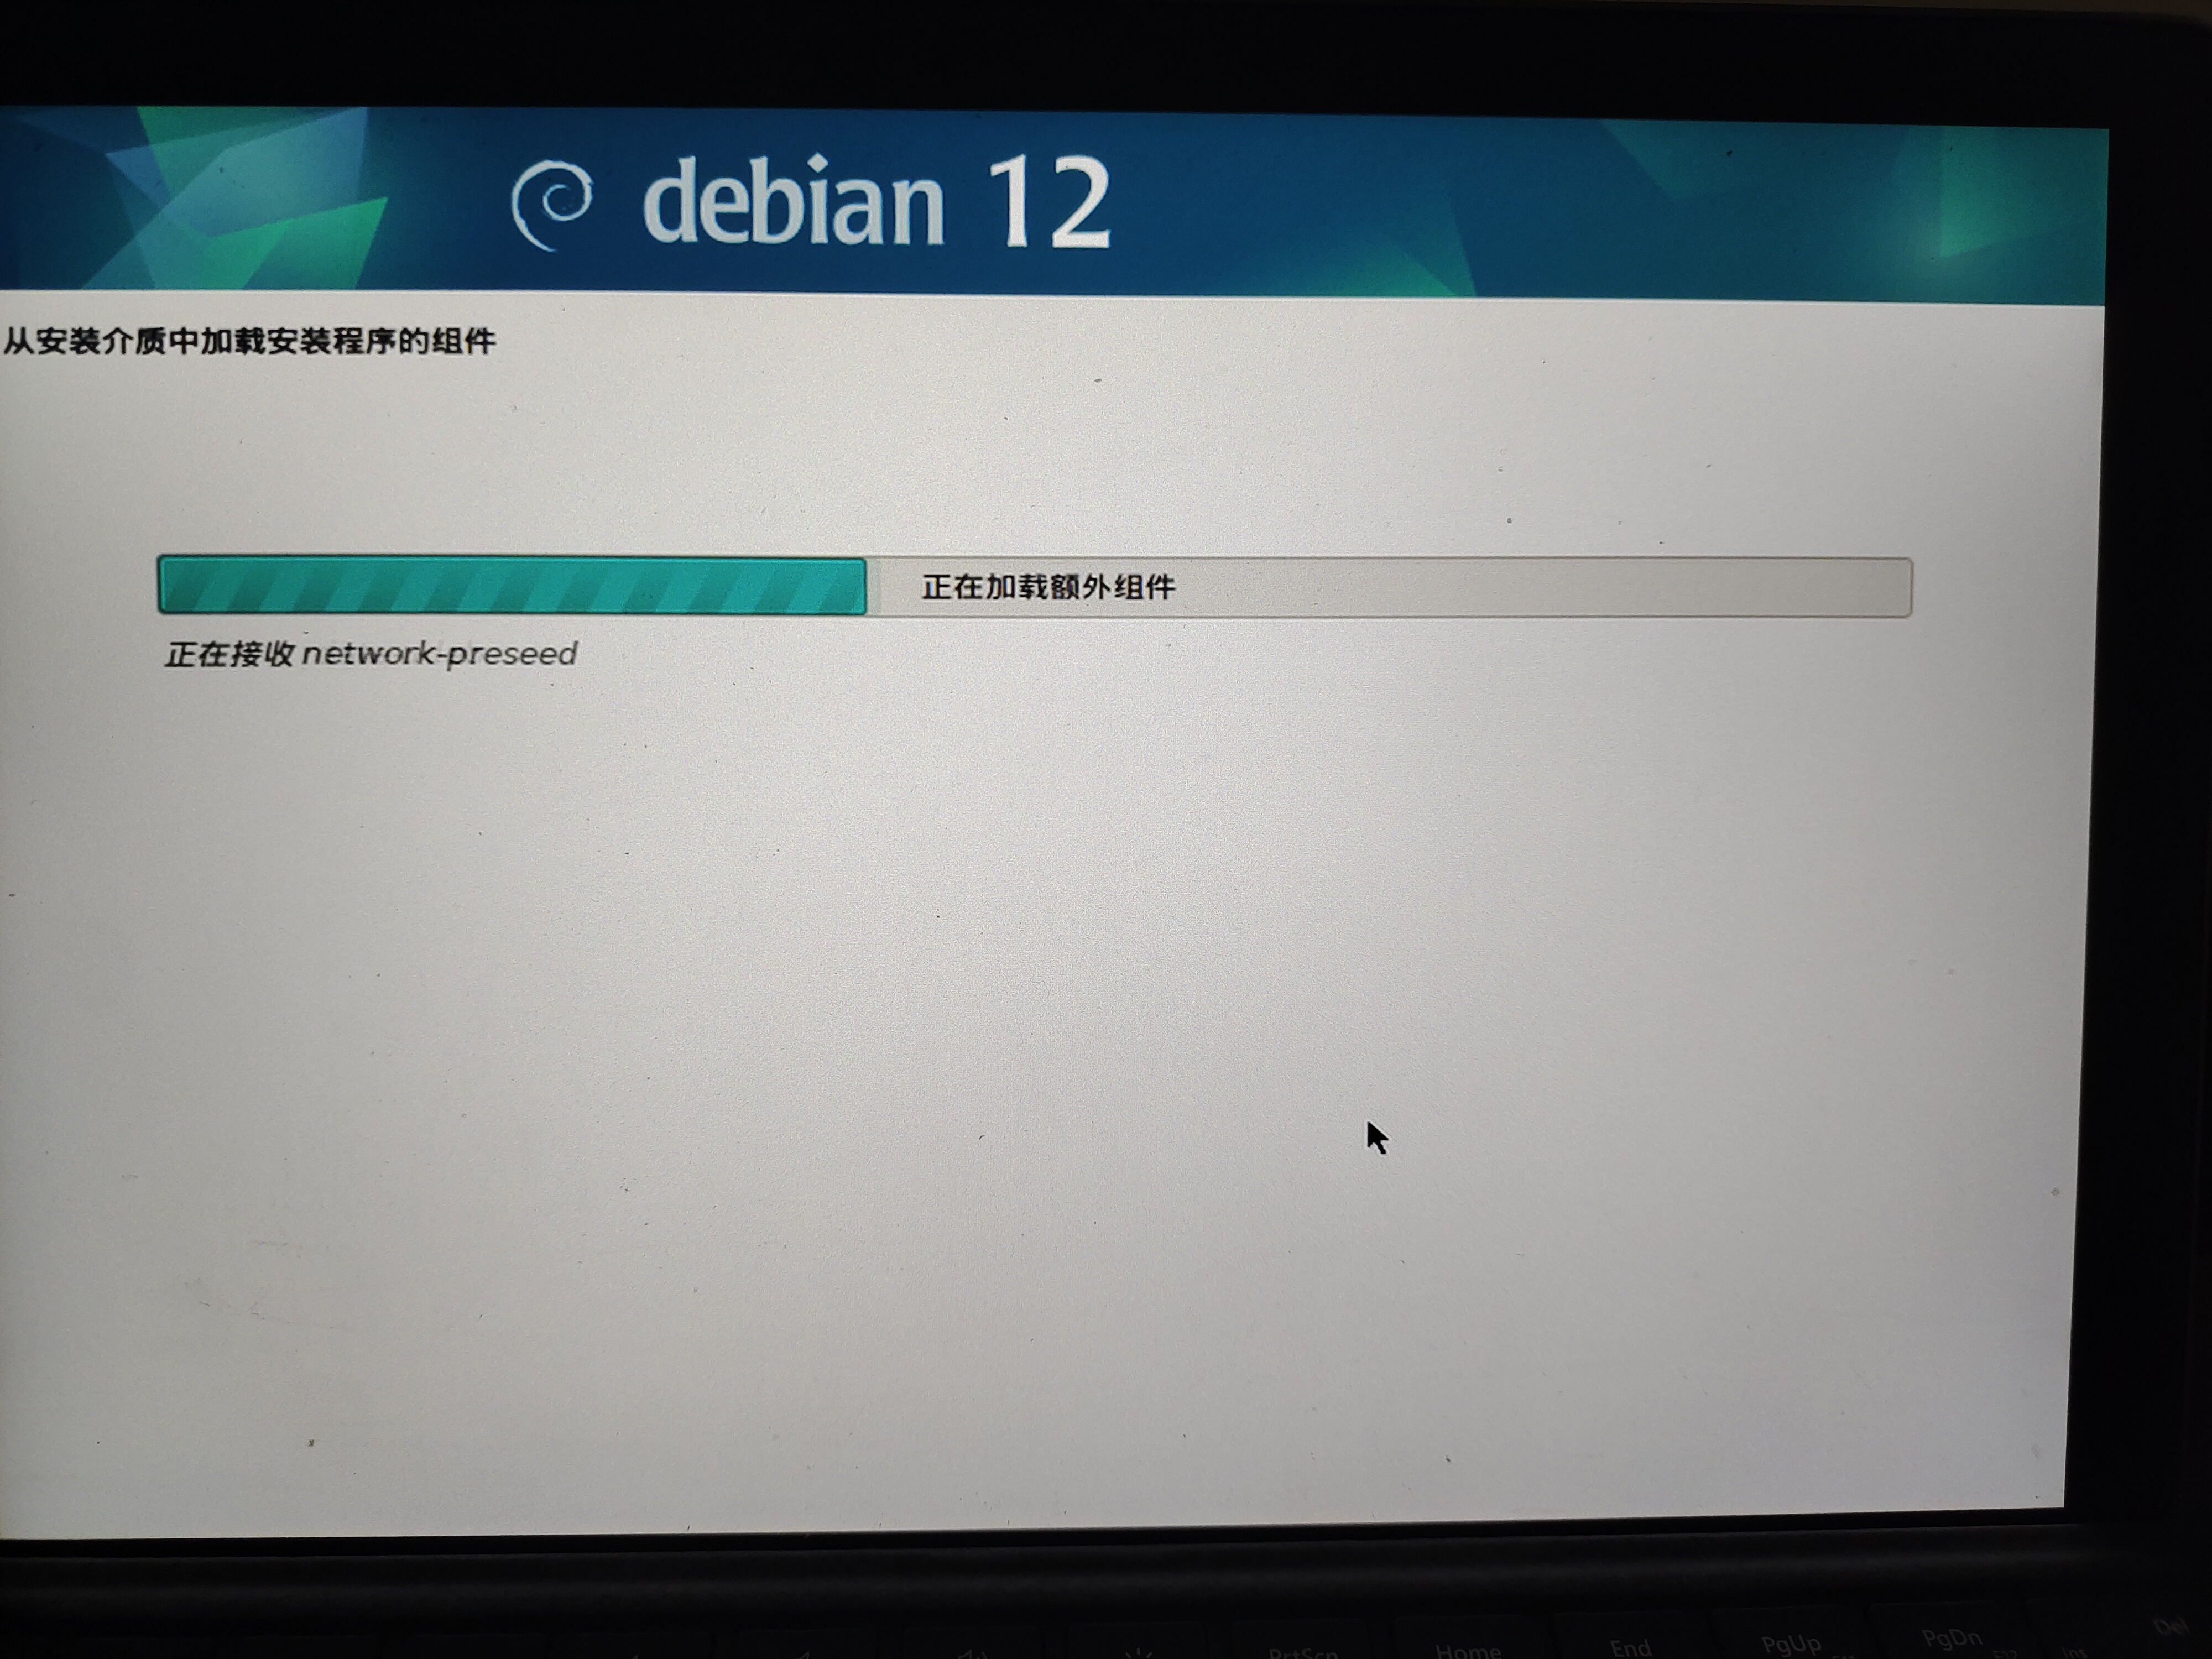 debian 12
从安装介质中加载安装程序的组件
正在加载额外组件
正在接收 network-preseed
PrtScn
Home
End
PgUp
PgDn
Ins
Del